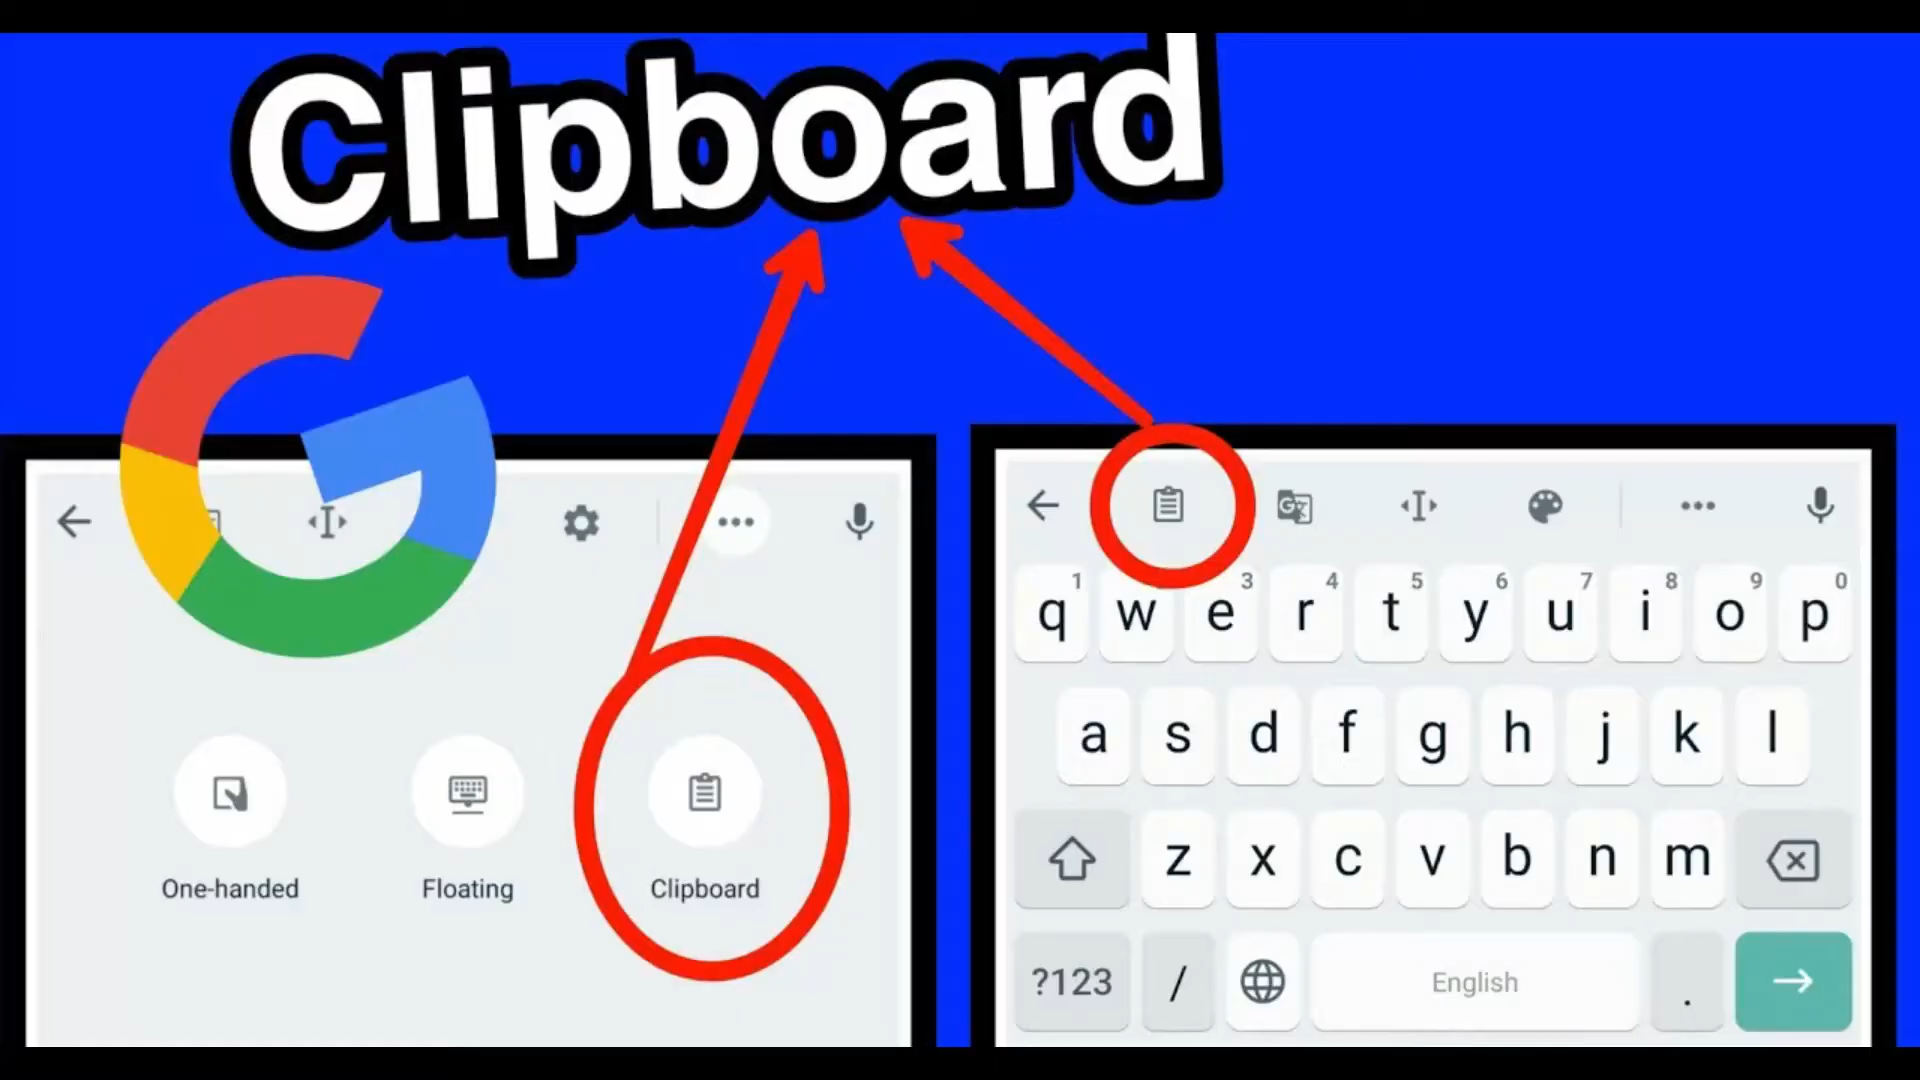 Clipboard
One-handed
Floating
Clipboard
1 3 4 5 6 7 8 9 0
q w e r t y u i o p
a s d f g h j k l
z x c v b n m
?123 / English .